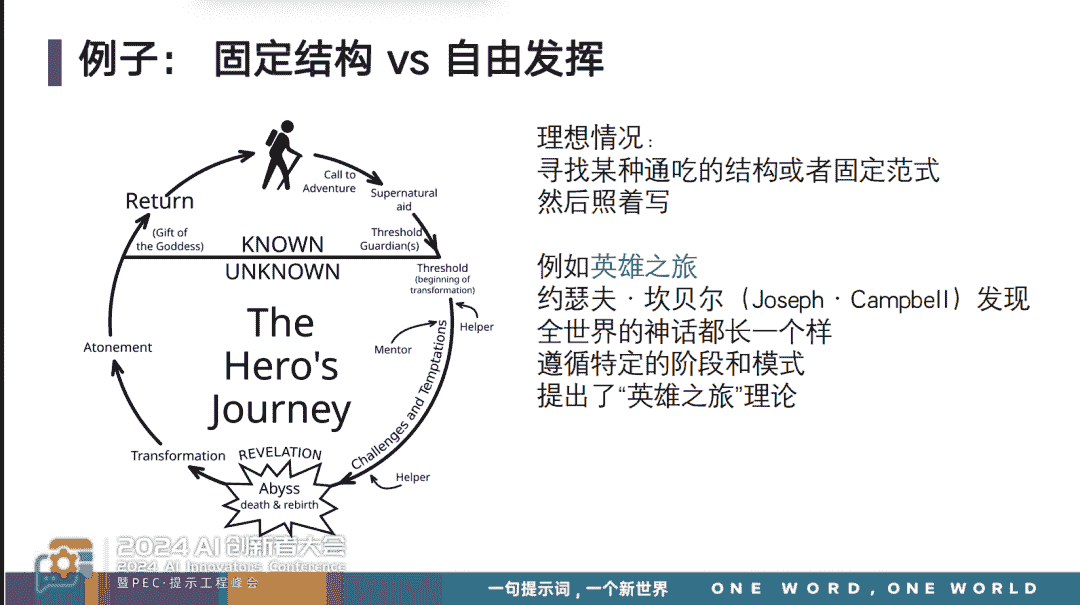 例子： 固定结构 vs 自由发挥
理想情况：
寻找某种通吃的结构或者固定范式
然后照着写
例如英雄之旅
约瑟夫·坎贝尔（Joseph·Campbell）发现
全世界的神话都长一个样
遵循特定的阶段和模式
提出了“英雄之旅”理论
Call to
Adventure
Supernatural
aid
Return
(Gift of
the Goddess)
Threshold
Guardian(s)
KNOWN
UNKNOWN
Threshold
(beginning of
transformation)
The
Hero's
Journey
Helper
Mentor
Challenges and Temptations
Atonement
Transformation
REVELATION
Abyss
death & rebirth
Helper
2024 AI 创新者大会
2024 AI Innovators Conference
暨PEC·提示工程峰会
一句提示词，一个新世界
ONE WORD, ONE WORLD